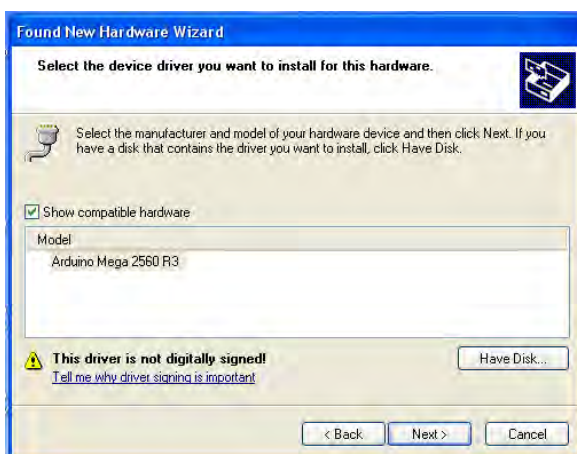 Found New Hardware Wizard
Select the device driver you want to install for this hardware.
Select the manufacturer and model of your hardware device and then click Next. If you
have a disk that contains the driver you want to install, click Have Disk.
Show compatible hardware
Model
Arduino Mega 2560 R3
This driver is not digitally signed!
Have Disk...
Tell me why driver signing is important
< Back
Next >
Cancel